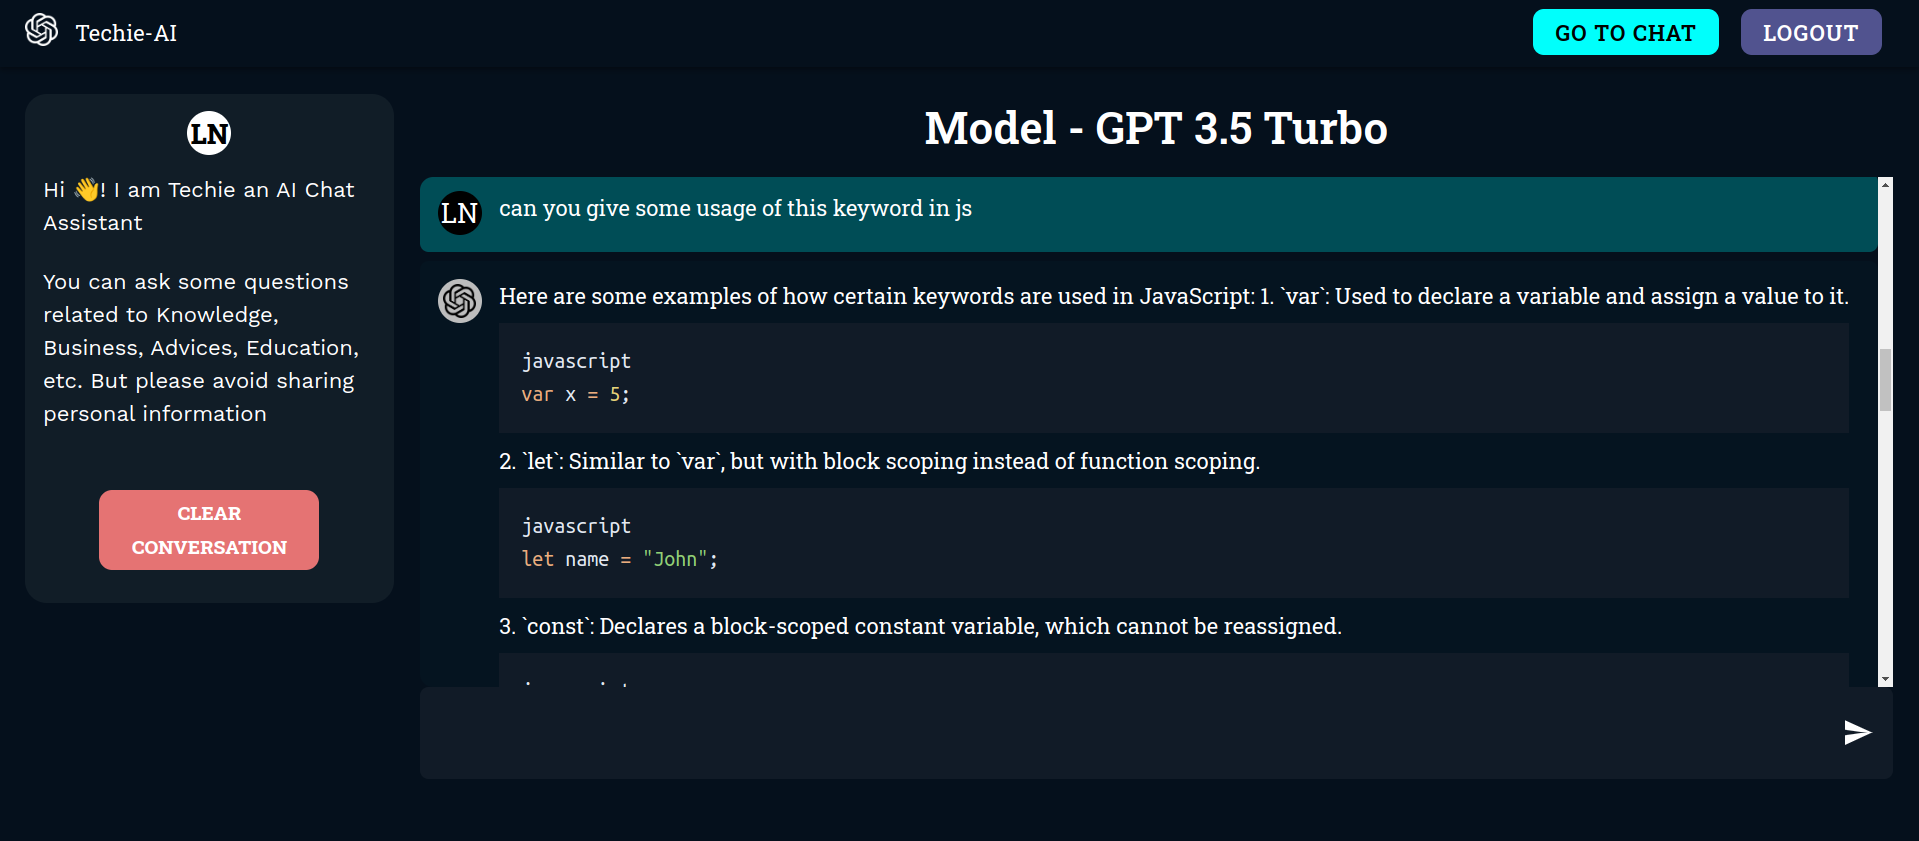 Techie-AI
GO TO CHAT
LOGOUT
LN
Hi 👋! I am Techie an AI Chat
Assistant
You can ask some questions
related to Knowledge,
Business, Advices, Education,
etc. But please avoid sharing
personal information
CLEAR
CONVERSATION
Model - GPT 3.5 Turbo
LN
can you give some usage of this keyword in js
Here are some examples of how certain keywords are used in JavaScript: 1. `var`: Used to declare a variable and assign a value to it.
javascript
var x = 5;
2. `let`: Similar to `var`, but with block scoping instead of function scoping.
javascript
let name = "John";
3. `const`: Declares a block-scoped constant variable, which cannot be reassigned.